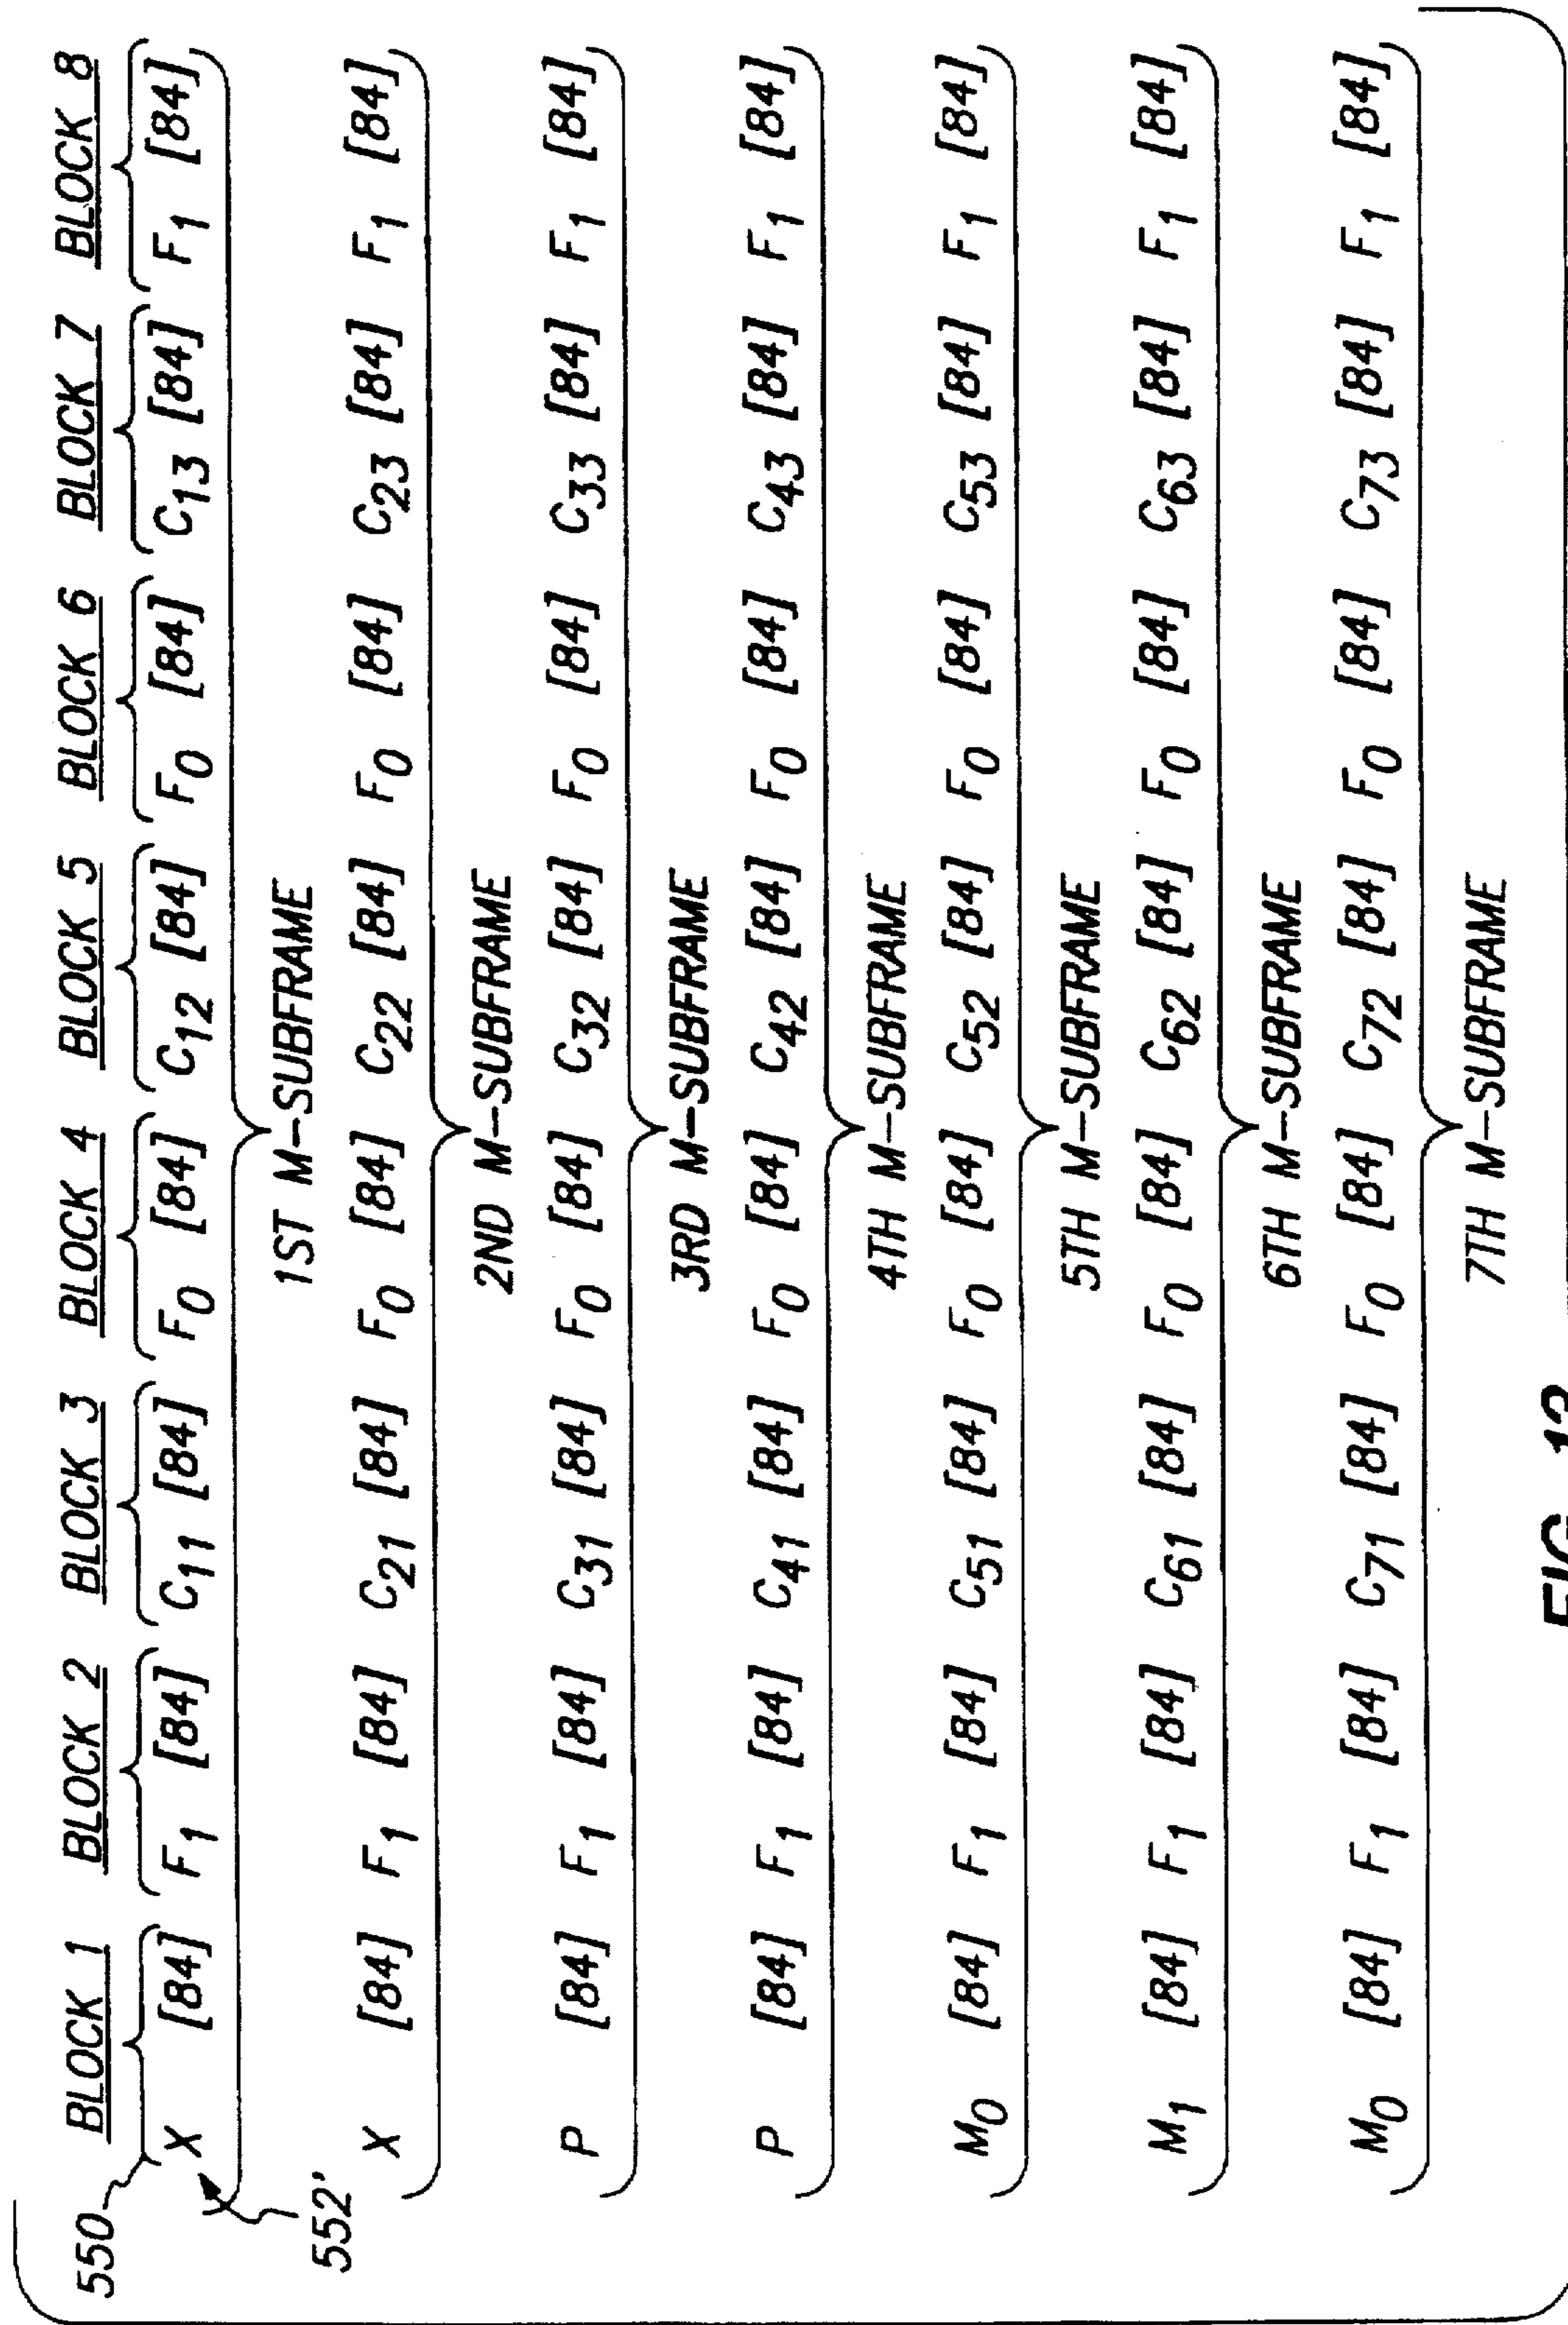 BLOCK 1 BLOCK 2 BLOCK 3 BLOCK 4 BLOCK 5 BLOCK 6 BLOCK 7 BLOCK 8
550
X [84] F1 [84] C11 [84] F0 [84] C12 [84] F0 [84] C13 [84] F1 [84]
552'
1ST M-SUBFRAME
X [84] F1 [84] C21 [84] F0 [84] C22 [84] F0 [84] C23 [84] F1 [84]
2ND M-SUBFRAME
P [84] F1 [84] C31 [84] F0 [84] C32 [84] F0 [84] C33 [84] F1 [84]
3RD M-SUBFRAME
P [84] F1 [84] C41 [84] F0 [84] C42 [84] F0 [84] C43 [84] F1 [84]
4TH M-SUBFRAME
M0 [84] F1 [84] C51 [84] F0 [84] C52 [84] F0 [84] C53 [84] F1 [84]
5TH M-SUBFRAME
M1 [84] F1 [84] C61 [84] F0 [84] C62 [84] F0 [84] C63 [84] F1 [84]
6TH M-SUBFRAME
M0 [84] F1 [84] C71 [84] F0 [84] C72 [84] F0 [84] C73 [84] F1 [84]
7TH M-SUBFRAME
FIG.